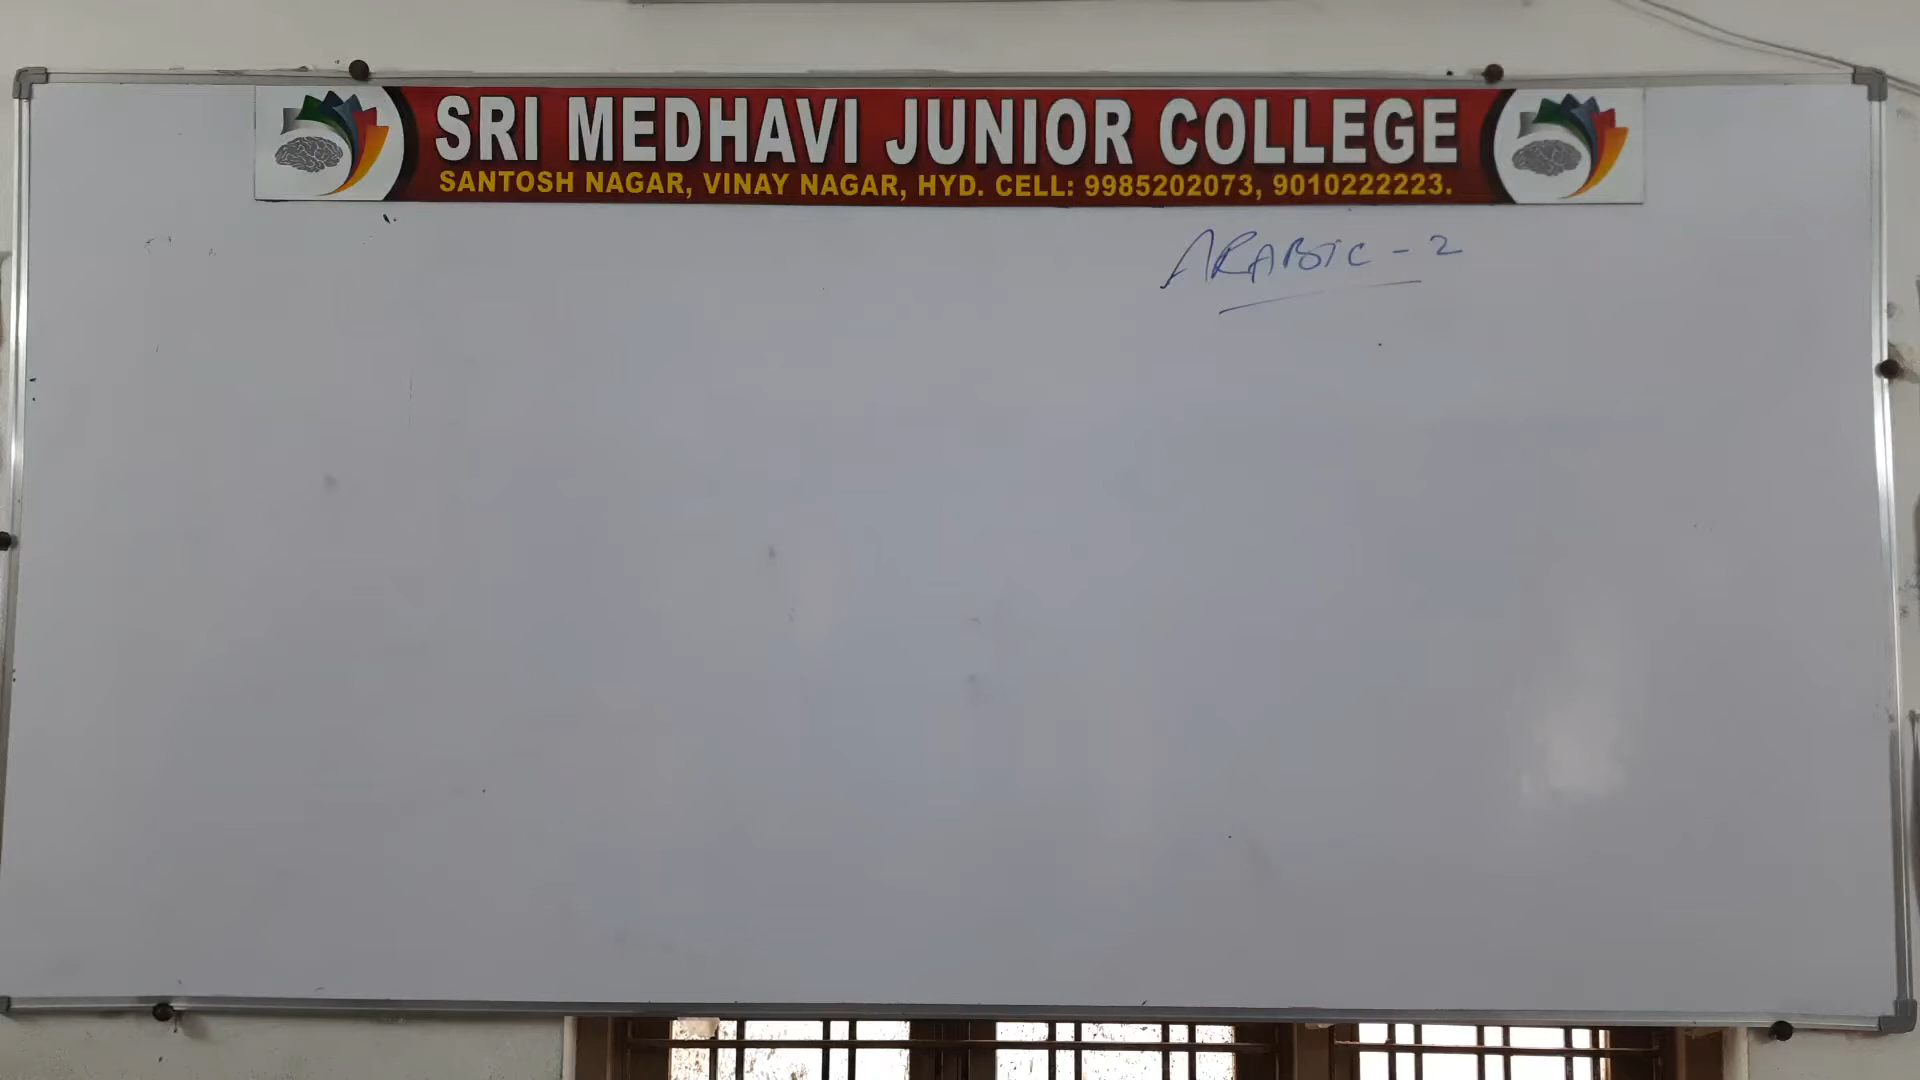 SRI MEDHAVI JUNIOR COLLEGE
SANTOSH NAGAR, VINAY NAGAR, HYD. CELL: 9985202073, 9010222223.
ARABIC - 2